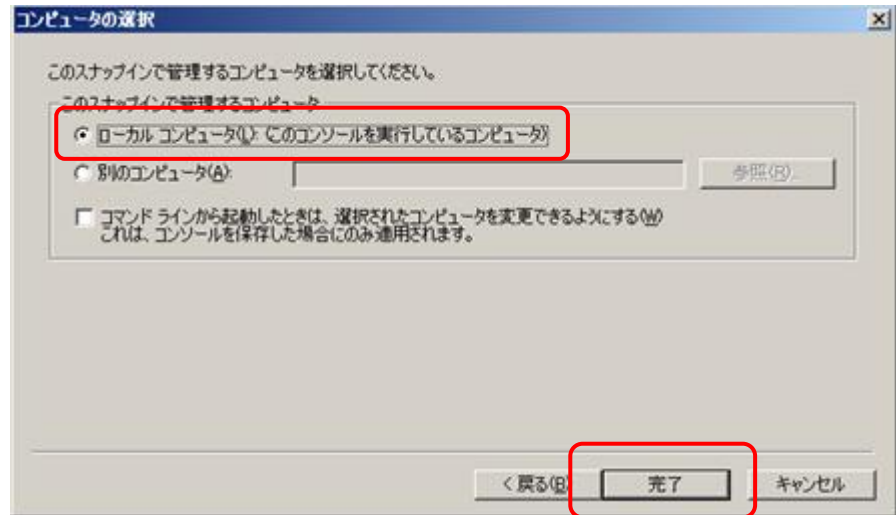 コンピュータの選択
このスナップインで管理するコンピュータを選択してください。
このスナップインで管理するコンピュータ
ローカル コンピュータ(L): (このコンソールを実行しているコンピュータ)
別のコンピュータ(A):
参照(R)...
コマンド ラインから起動したときは、選択されたコンピュータを変更できるようにする(W)
これは、コンソールを保存した場合にのみ適用されます。
< 戻る(B)
完了
キャンセル